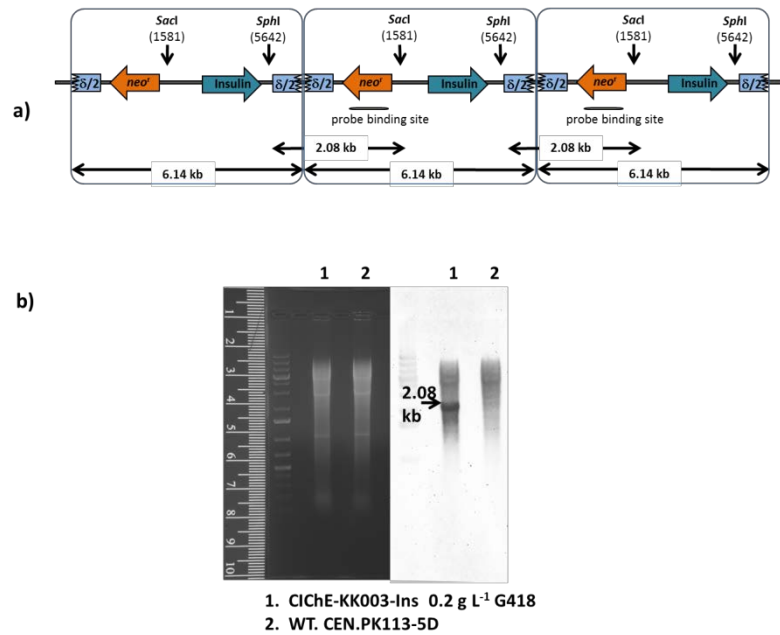 a)
SacI SphI SacI SphI SacI SphI
(1581) (5642) (1581) (5642) (1581) (5642)
δ/2 neoʳ Insulin δ/2 δ/2 neoʳ Insulin δ/2 δ/2 neoʳ Insulin δ/2
probe binding site probe binding site
2.08 kb 2.08 kb
6.14 kb 6.14 kb 6.14 kb
b)
1 2 1 2
1
2
3
4
5
6
7
8
9
10
2.08
kb
1. CIChE-KK003-Ins 0.2 g L⁻¹ G418
2. WT. CEN.PK113-5D